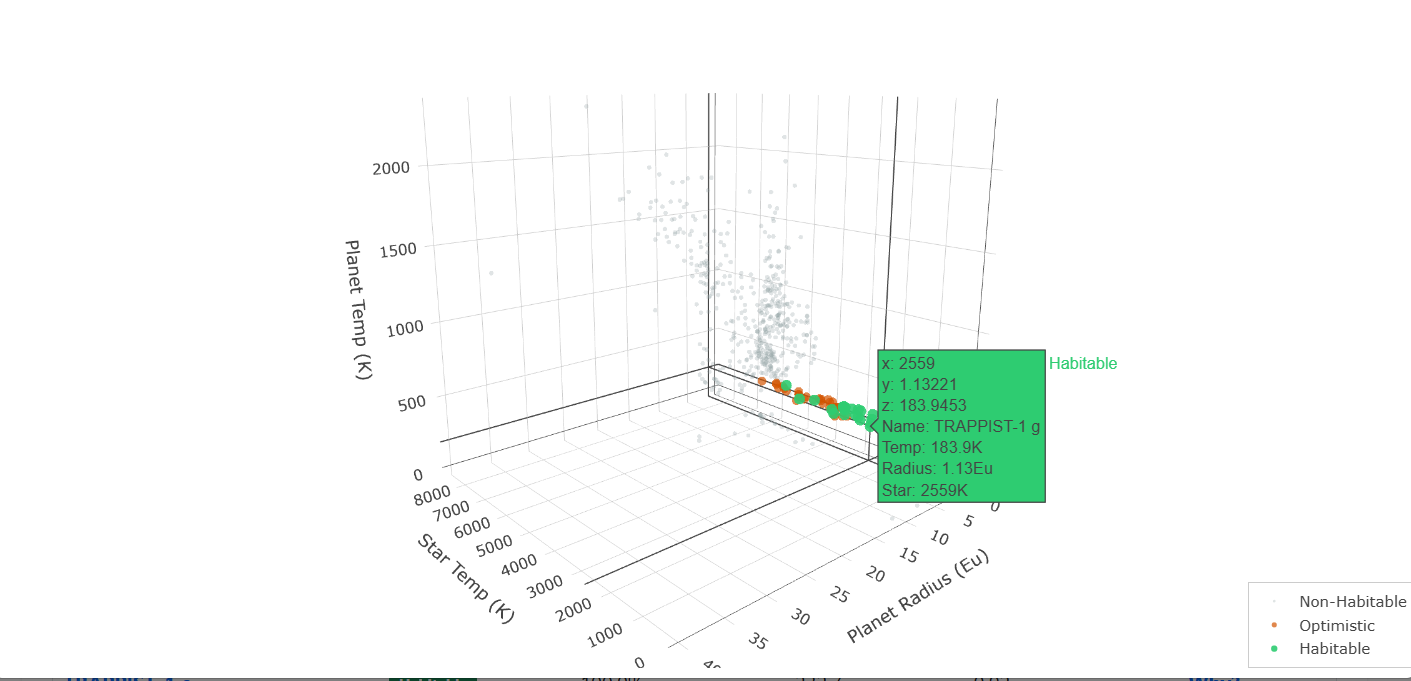 2000
1500
1000
500
0
Planet Temp (K)
8000
7000
6000
5000
4000
3000
2000
1000
0
Star Temp (K)
0
5
10
15
20
25
30
35
Planet Radius (Eu)
x: 2559
y: 1.13221
z: 183.9453
Name: TRAPPIST-1 g
Temp: 183.9K
Radius: 1.13Eu
Star: 2559K
Habitable
Non-Habitable
Optimistic
Habitable